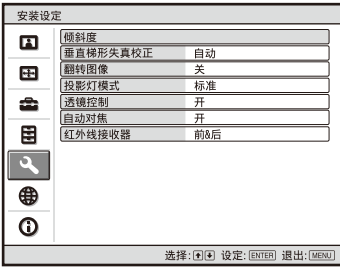 安装设定
倾斜度
垂直梯形失真校正 自动
翻转图像 关
投影灯模式 标准
透镜控制 开
自动对焦 开
红外线接收器 前&后
选择: 设定: ENTER 退出: MENU